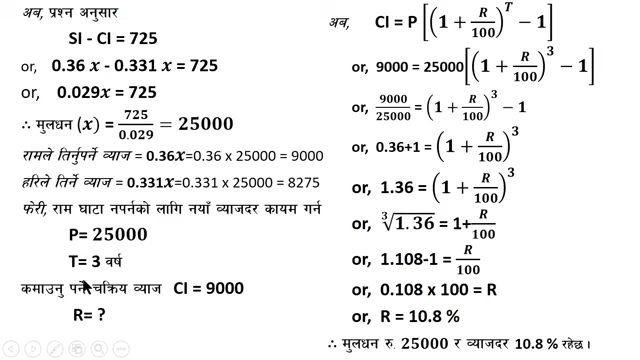 अब, प्रश्न अनुसार
SI - CI = 725
or, 0.36 x - 0.331 x = 725
or, 0.029x = 725
∴ मुलधन (x) = 725/0.029 = 25000
रामले तिर्नुपर्ने व्याज = 0.36x=0.36 x 25000 = 9000
हरिले तिर्ने व्याज = 0.331x=0.331 x 25000 = 8275
फेरी, राम घाटा नपर्नको लागि नयाँ व्याजदर कायम गर्न
P= 25000
T= 3 वर्ष
कमाउनु पर्ने चक्रिय व्याज CI = 9000
R= ?
अब, CI = P [(1 + R/100)^T − 1]
or, 9000 = 25000[(1 + R/100)^3 − 1]
or, 9000/25000 = (1 + R/100)^3 − 1
or, 0.36+1 = (1 + R/100)^3
or, 1.36 = (1 + R/100)^3
or, ∛1.36 = 1+R/100
or, 1.108-1 = R/100
or, 0.108 x 100 = R
or, R = 10.8 %
∴ मुलधन रु. 25000 र व्याजदर 10.8 % रहेछ ।